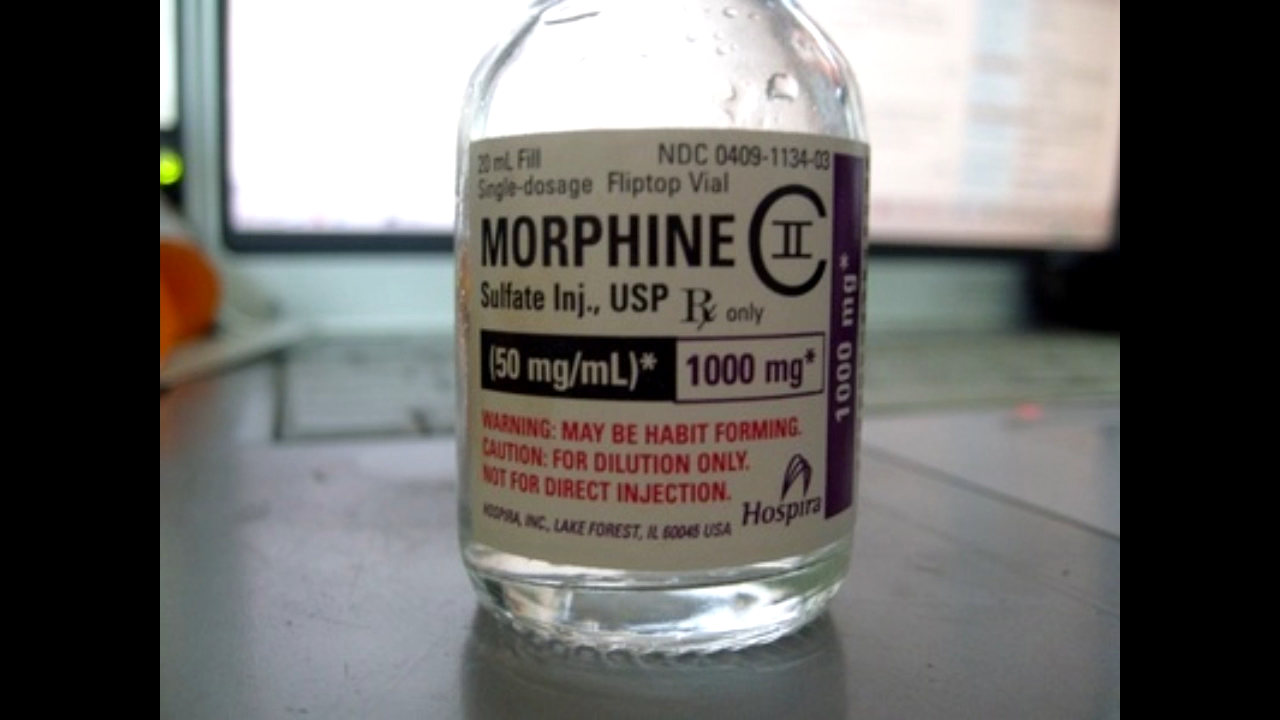 20 mL Fill NDC 0409-1134-03
Single-dosage Fliptop Vial
MORPHINE CII
Sulfate Inj., USP Rx only
(50 mg/mL)* 1000 mg*
WARNING: MAY BE HABIT FORMING.
CAUTION: FOR DILUTION ONLY.
NOT FOR DIRECT INJECTION.
Hospira
HOSPIRA, INC., LAKE FOREST, IL 60045 USA
1000 mg*